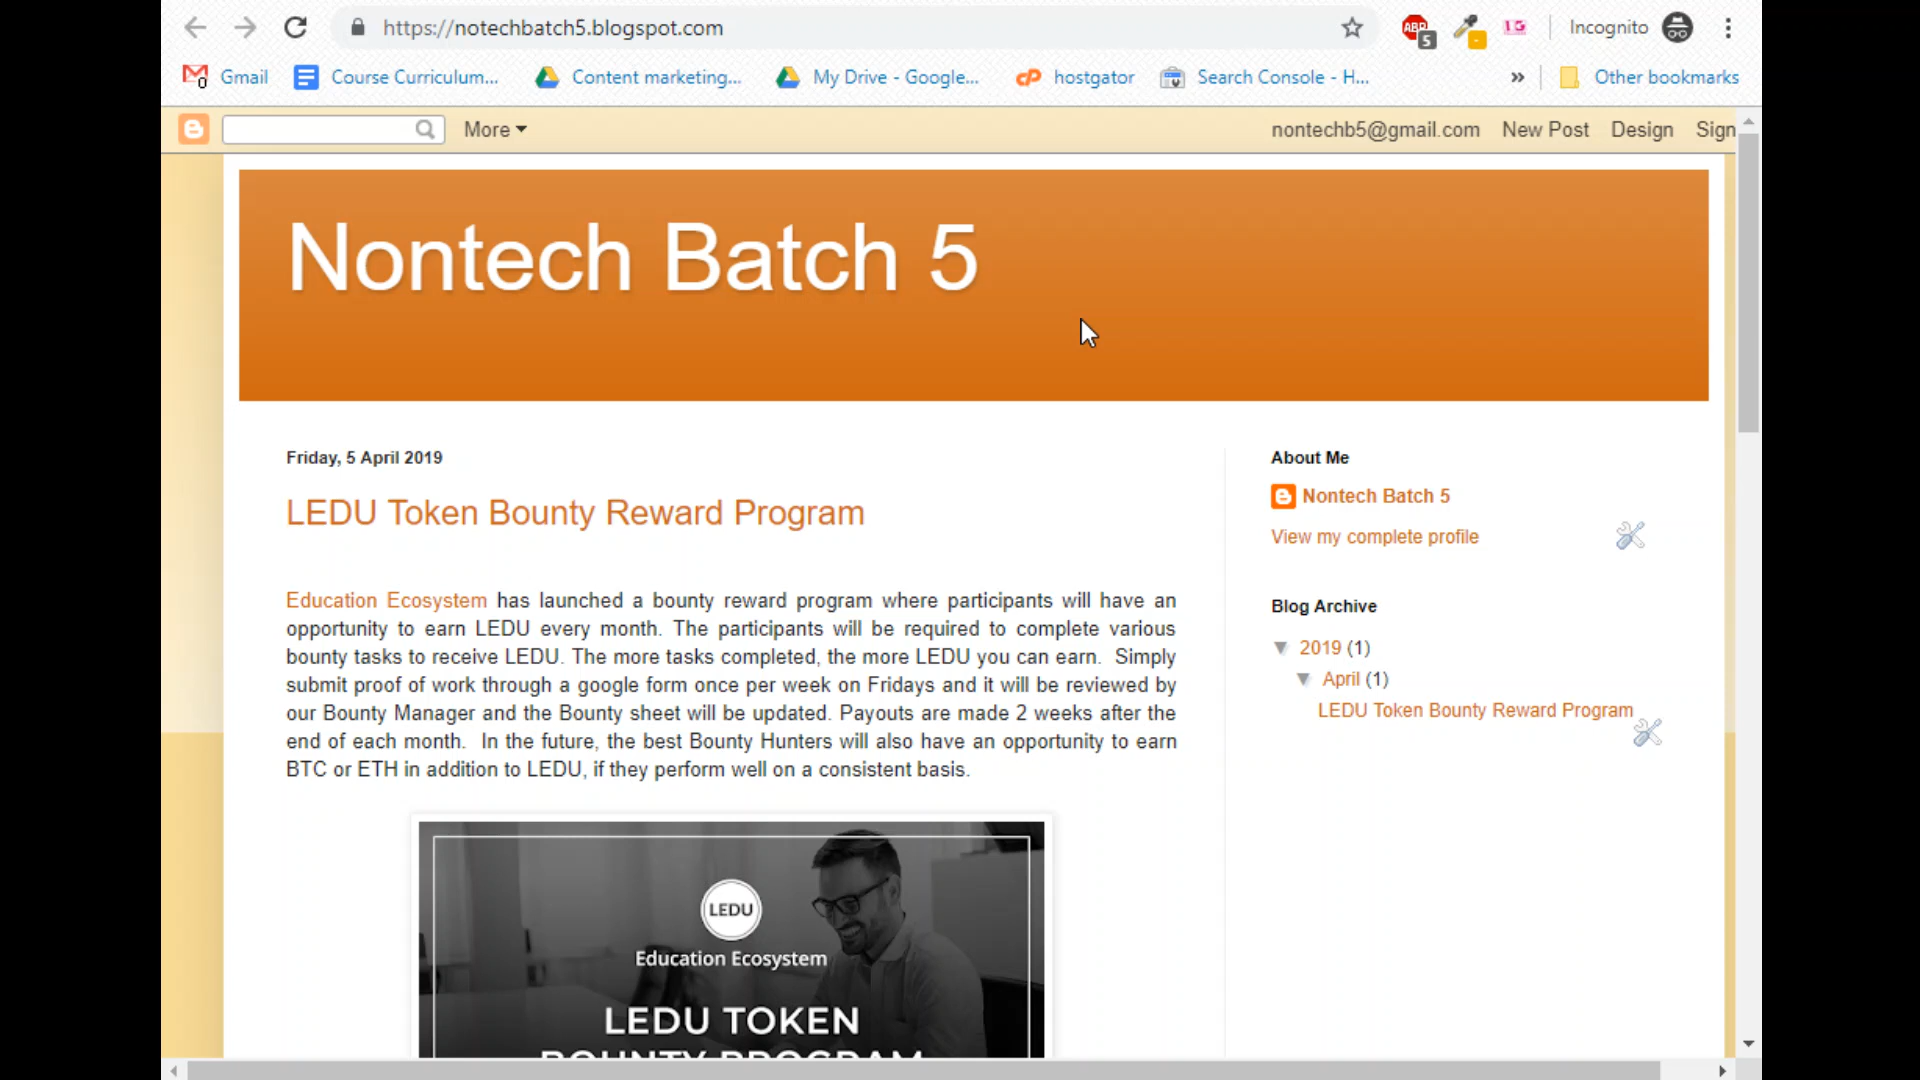 https://notechbatch5.blogspot.com
ABP
5
Incognito
Gmail
0
Course Curriculum...
Content marketing...
My Drive - Google...
cP
hostgator
Search Console - H...
»
Other bookmarks
More
nontechb5@gmail.com
New Post
Design
Sign
Nontech Batch 5
Friday, 5 April 2019
LEDU Token Bounty Reward Program
Education Ecosystem has launched a bounty reward program where participants will have an
opportunity to earn LEDU every month. The participants will be required to complete various
bounty tasks to receive LEDU. The more tasks completed, the more LEDU you can earn. Simply
submit proof of work through a google form once per week on Fridays and it will be reviewed by
our Bounty Manager and the Bounty sheet will be updated. Payouts are made 2 weeks after the
end of each month. In the future, the best Bounty Hunters will also have an opportunity to earn
BTC or ETH in addition to LEDU, if they perform well on a consistent basis.
LEDU
Education Ecosystem
LEDU TOKEN
BOUNTY PROGRAM
About Me
Nontech Batch 5
View my complete profile
Blog Archive
▼ 2019 (1)
▼ April (1)
LEDU Token Bounty Reward Program